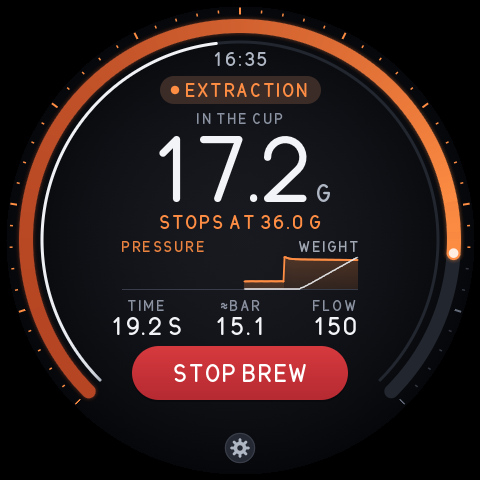 16:35
EXTRACTION
IN THE CUP
17.2 G
STOPS AT 36.0 G
PRESSURE WEIGHT
TIME ≈BAR FLOW
19.2 S 15.1 150
STOP BREW